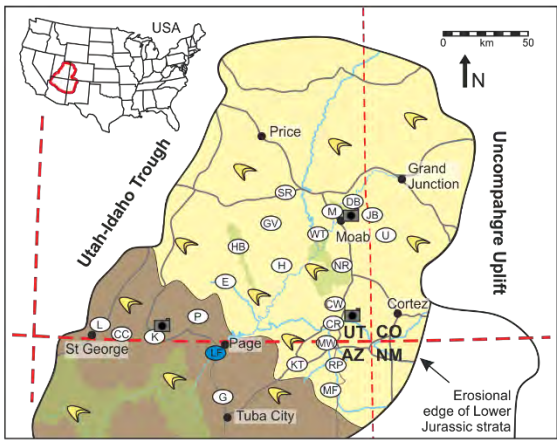 USA
0
50
km
N
Utah-Idaho Trough
Uncompahgre Uplift
Price
Grand
Junction
SR
DB
M
JB
GV
Moab
WT
U
HB
H
NR
E
CW
Cortez
L
CC
K
P
CR
UT
CO
St George
Page
LF
MW
AZ
NM
KT
RP
MF
G
Tuba City
Erosional
edge of Lower
Jurassic strata